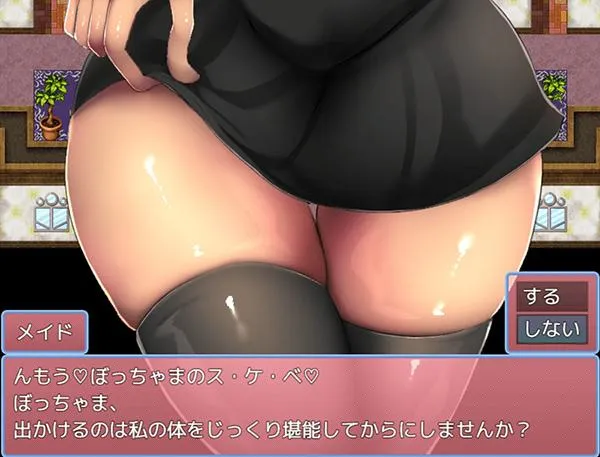 する
しない
メイド
んもう♡ぼっちゃまのス・ケ・ベ♡
ぼっちゃま、
出かけるのは私の体をじっくり堪能してからにしませんか？